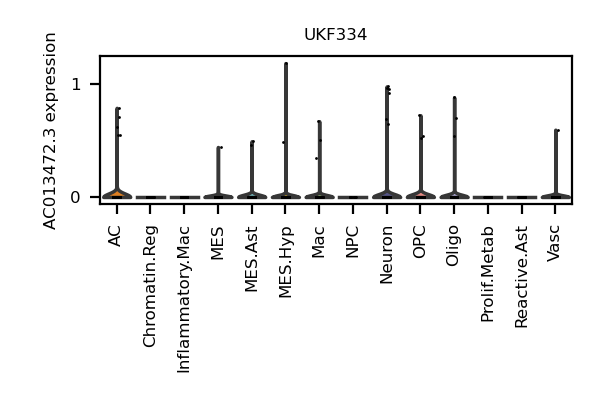 UKF334
AC013472.3 expression
1
0
AC
Chromatin.Reg
Inflammatory.Mac
MES
MES.Ast
MES.Hyp
Mac
NPC
Neuron
OPC
Oligo
Prolif.Metab
Reactive.Ast
Vasc